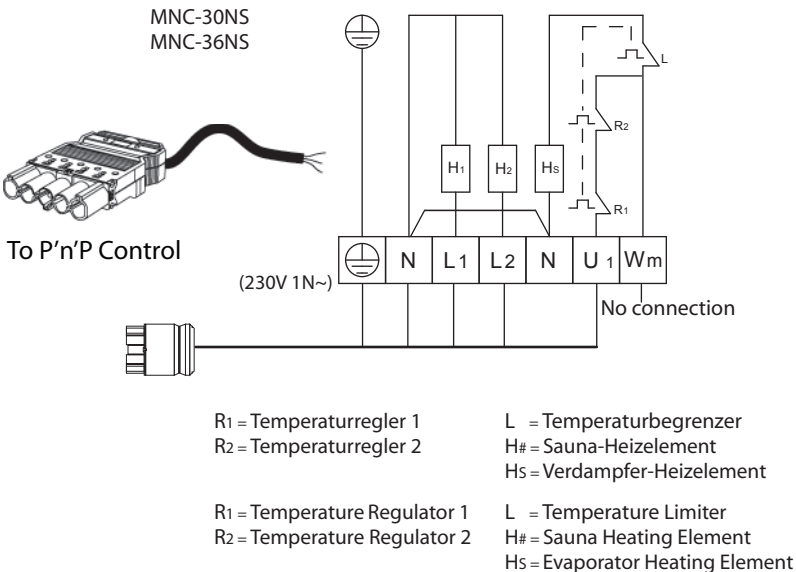 MNC-30NS
MNC-36NS
L
R2
H1 H2 Hs
R1
To P'n'P Control
N L1 L2 N U1 Wm
(230V 1N~)
No connection
R1 = Temperaturregler 1
R2 = Temperaturregler 2
L = Temperaturbegrenzer
H# = Sauna-Heizelement
Hs = Verdampfer-Heizelement
R1 = Temperature Regulator 1
R2 = Temperature Regulator 2
L = Temperature Limiter
H# = Sauna Heating Element
Hs = Evaporator Heating Element